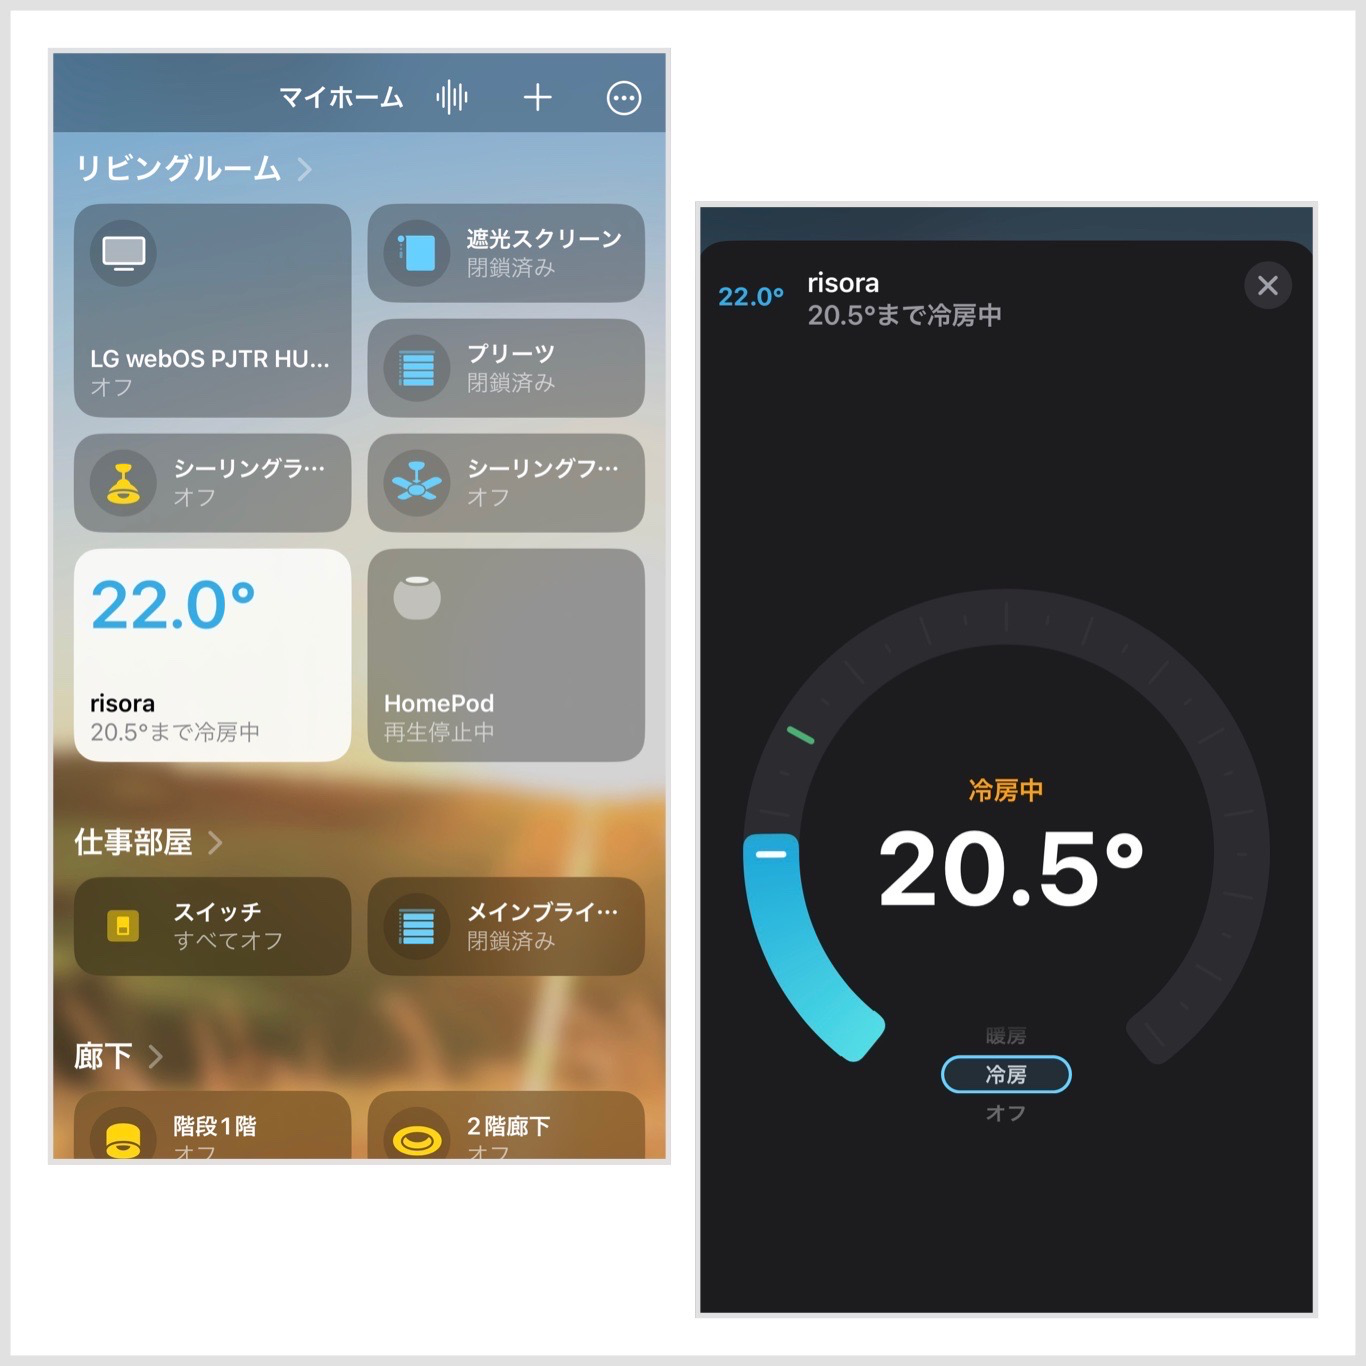 マイホーム
リビングルーム
LG webOS PJTR HU...
オフ
遮光スクリーン
閉鎖済み
プリーツ
閉鎖済み
シーリングラ…
オフ
シーリングフ…
オフ
22.0°
risora
20.5°まで冷房中
HomePod
再生停止中
仕事部屋
スイッチ
すべてオフ
メインブライ…
閉鎖済み
廊下
階段1階
オフ
2階廊下
オフ
22.0°
risora
20.5°まで冷房中
冷房中
20.5°
暖房
冷房
オフ